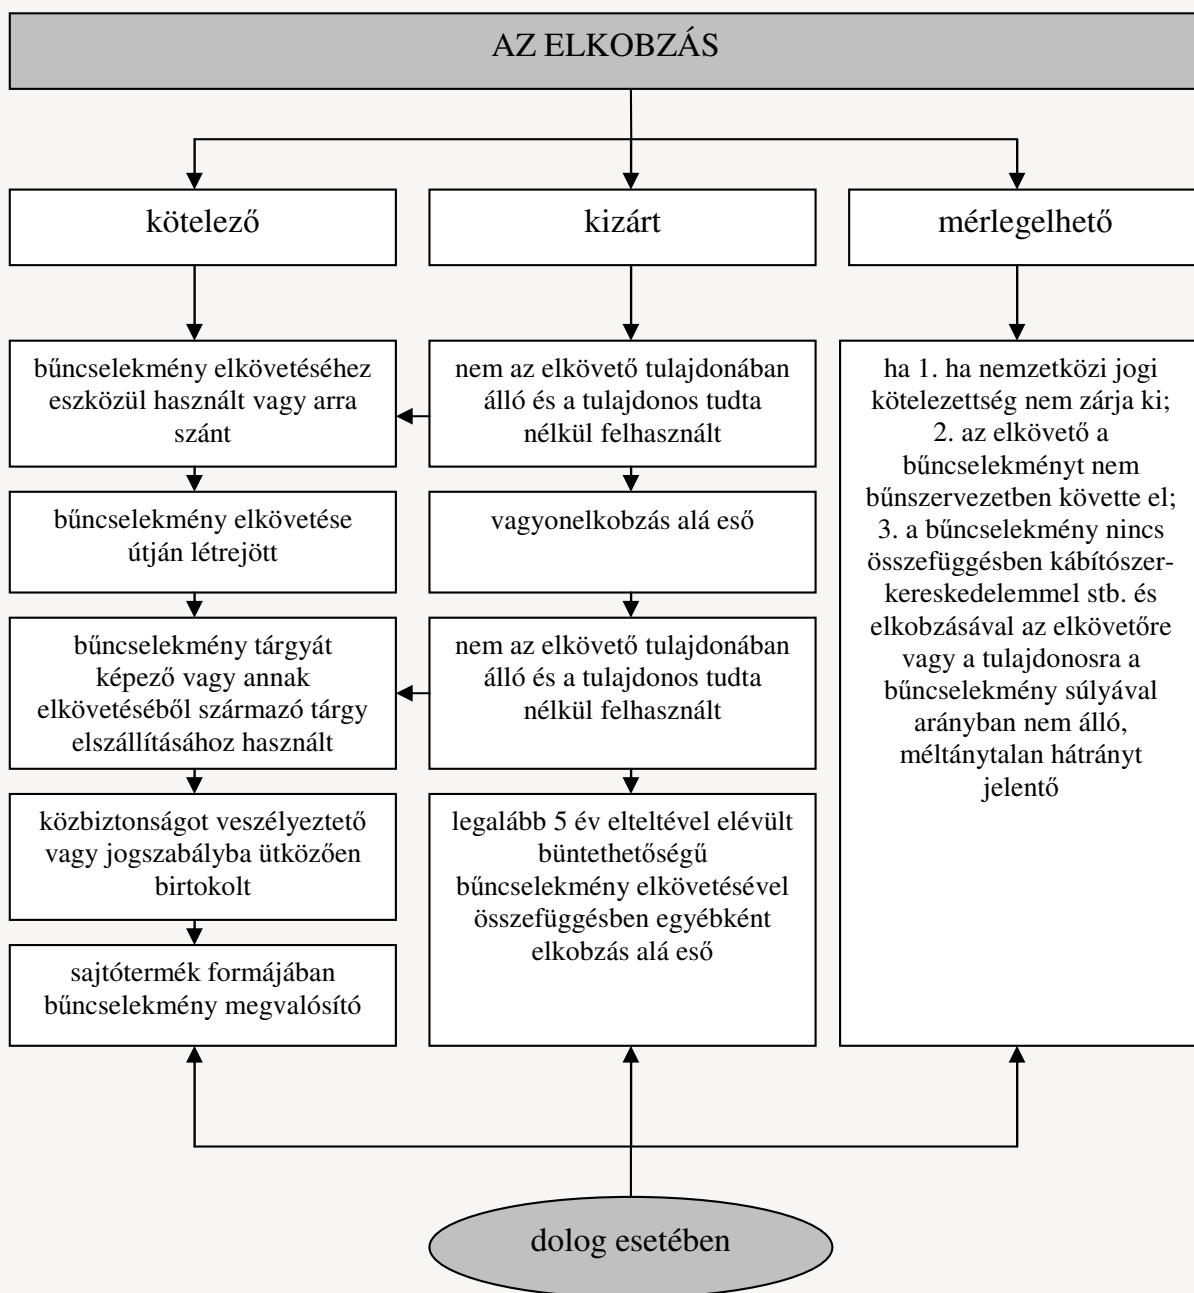 AZ ELKOBZÁS
kötelező
kizárt
mérlegelhető
bűncselekmény elkövetéséhez
eszközül használt vagy arra
szánt
bűncselekmény elkövetése
útján létrejött
bűncselekmény tárgyát
képező vagy annak
elkövetéséből származó tárgy
elszállításához használt
közbiztonságot veszélyeztető
vagy jogszabályba ütközően
birtokolt
sajtótermék formájában
bűncselekmény megvalósító
nem az elkövető tulajdonában
álló és a tulajdonos tudta
nélkül felhasznált
vagyonelkobzás alá eső
nem az elkövető tulajdonában
álló és a tulajdonos tudta
nélkül felhasznált
legalább 5 év elteltével elévült
büntethetőségű
bűncselekmény elkövetésével
összefüggésben egyébként
elkobzás alá eső
ha 1. ha nemzetközi jogi
kötelezettség nem zárja ki;
2. az elkövető a
bűncselekményt nem
bűnszervezetben követte el;
3. a bűncselekmény nincs
összefüggésben kábítószer-
kereskedelemmel stb. és
elkobzásával az elkövetőre
vagy a tulajdonosra a
bűncselekmény súlyával
arányban nem álló,
méltánytalan hátrányt
jelentő
dolog esetében